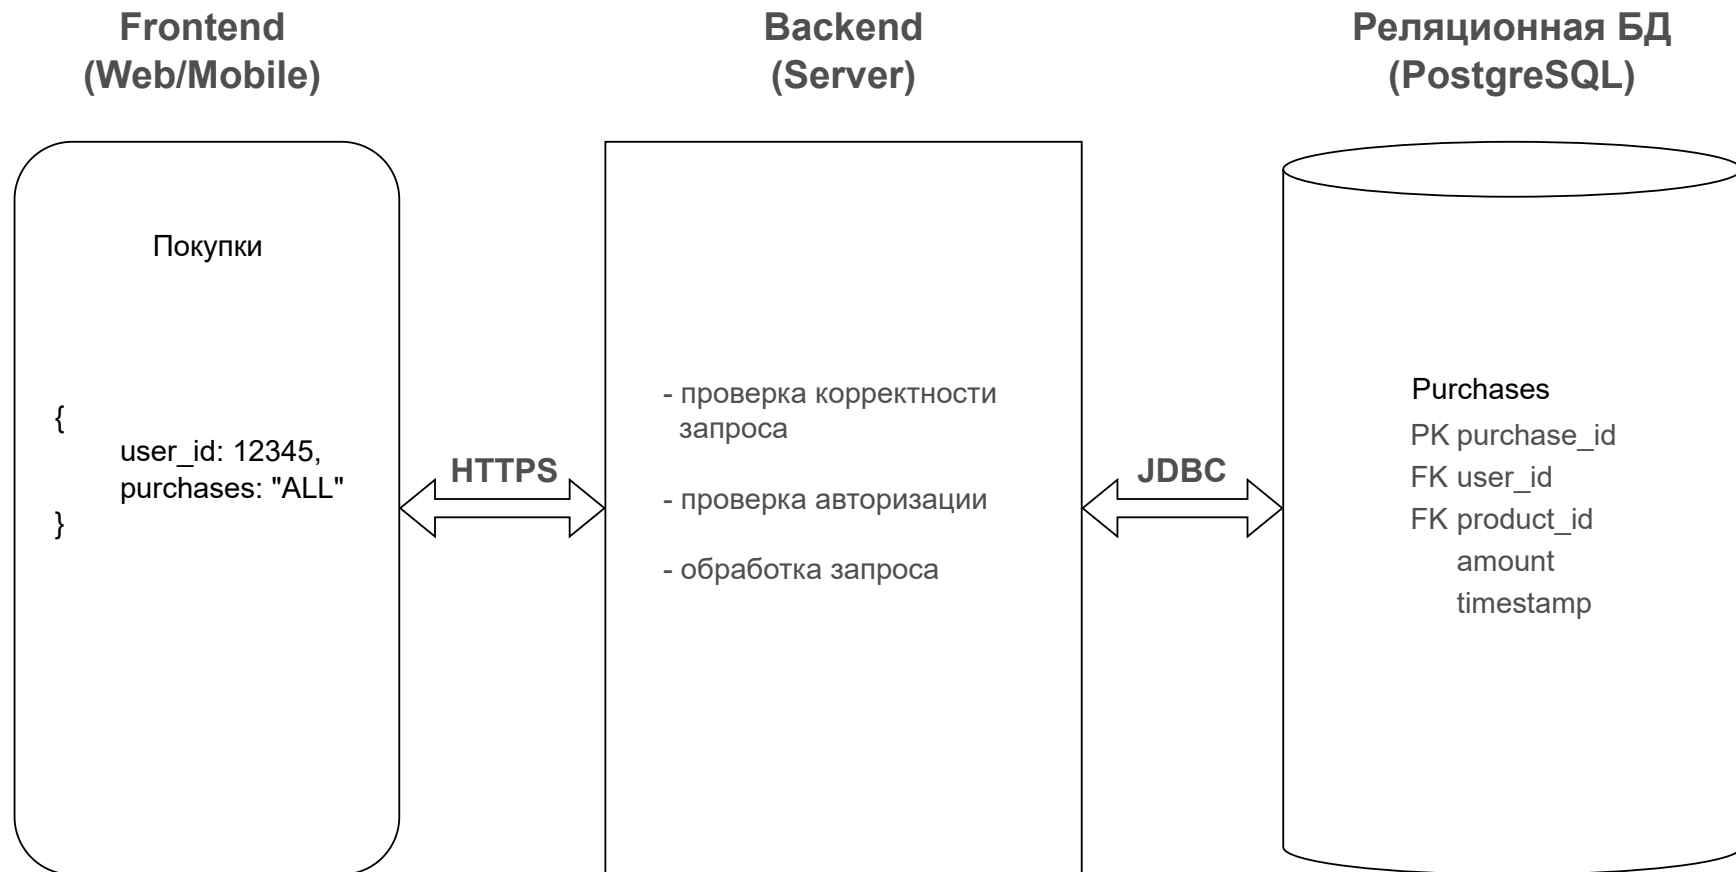 Frontend
(Web/Mobile)
Backend
(Server)
Реляционная БД
(PostgreSQL)
Покупки
{
user_id: 12345,
purchases: "ALL"
}
HTTPS
- проверка корректности
запроса
- проверка авторизации
- обработка запроса
JDBC
Purchases
PK purchase_id
FK user_id
FK product_id
amount
timestamp